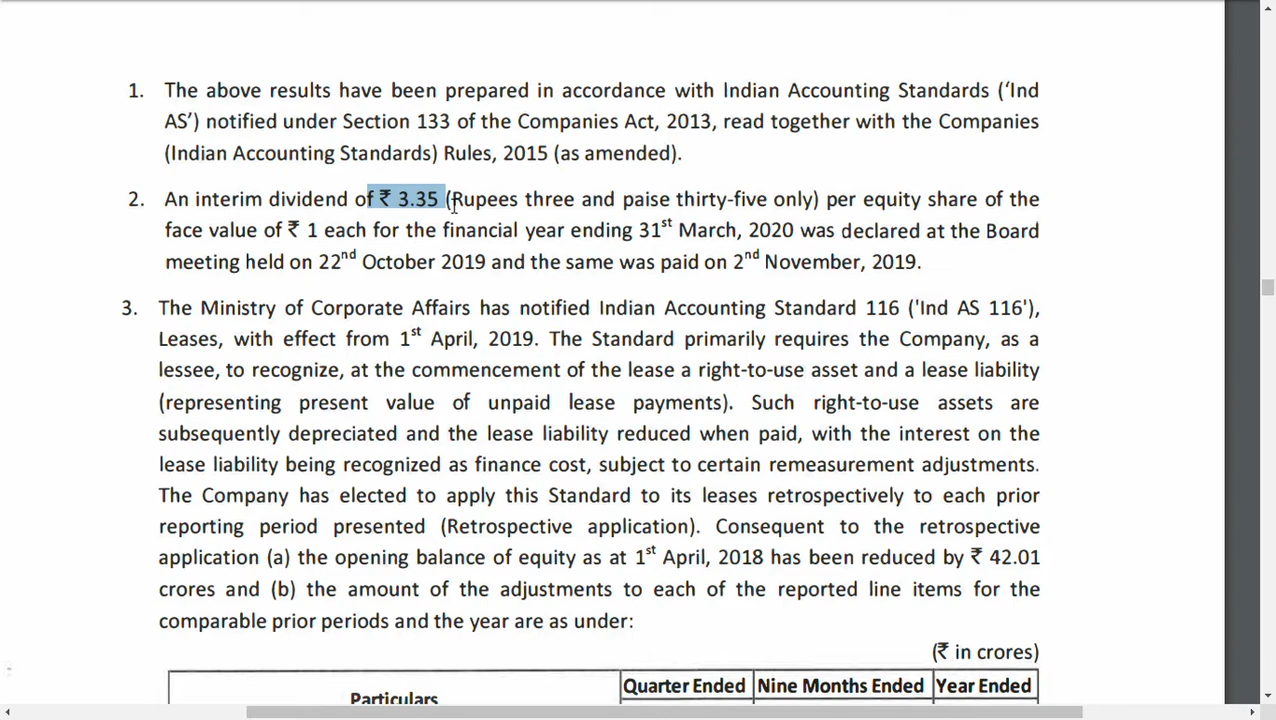 1. The above results have been prepared in accordance with Indian Accounting Standards (‘Ind
AS’) notified under Section 133 of the Companies Act, 2013, read together with the Companies
(Indian Accounting Standards) Rules, 2015 (as amended).
2. An interim dividend of ₹ 3.35 (Rupees three and paise thirty-five only) per equity share of the
face value of ₹ 1 each for the financial year ending 31st March, 2020 was declared at the Board
meeting held on 22nd October 2019 and the same was paid on 2nd November, 2019.
3. The Ministry of Corporate Affairs has notified Indian Accounting Standard 116 ('Ind AS 116'),
Leases, with effect from 1st April, 2019. The Standard primarily requires the Company, as a
lessee, to recognize, at the commencement of the lease a right-to-use asset and a lease liability
(representing present value of unpaid lease payments). Such right-to-use assets are
subsequently depreciated and the lease liability reduced when paid, with the interest on the
lease liability being recognized as finance cost, subject to certain remeasurement adjustments.
The Company has elected to apply this Standard to its leases retrospectively to each prior
reporting period presented (Retrospective application). Consequent to the retrospective
application (a) the opening balance of equity as at 1st April, 2018 has been reduced by ₹ 42.01
crores and (b) the amount of the adjustments to each of the reported line items for the
comparable prior periods and the year are as under:
(₹ in crores)
Particulars Quarter Ended Nine Months Ended Year Ended